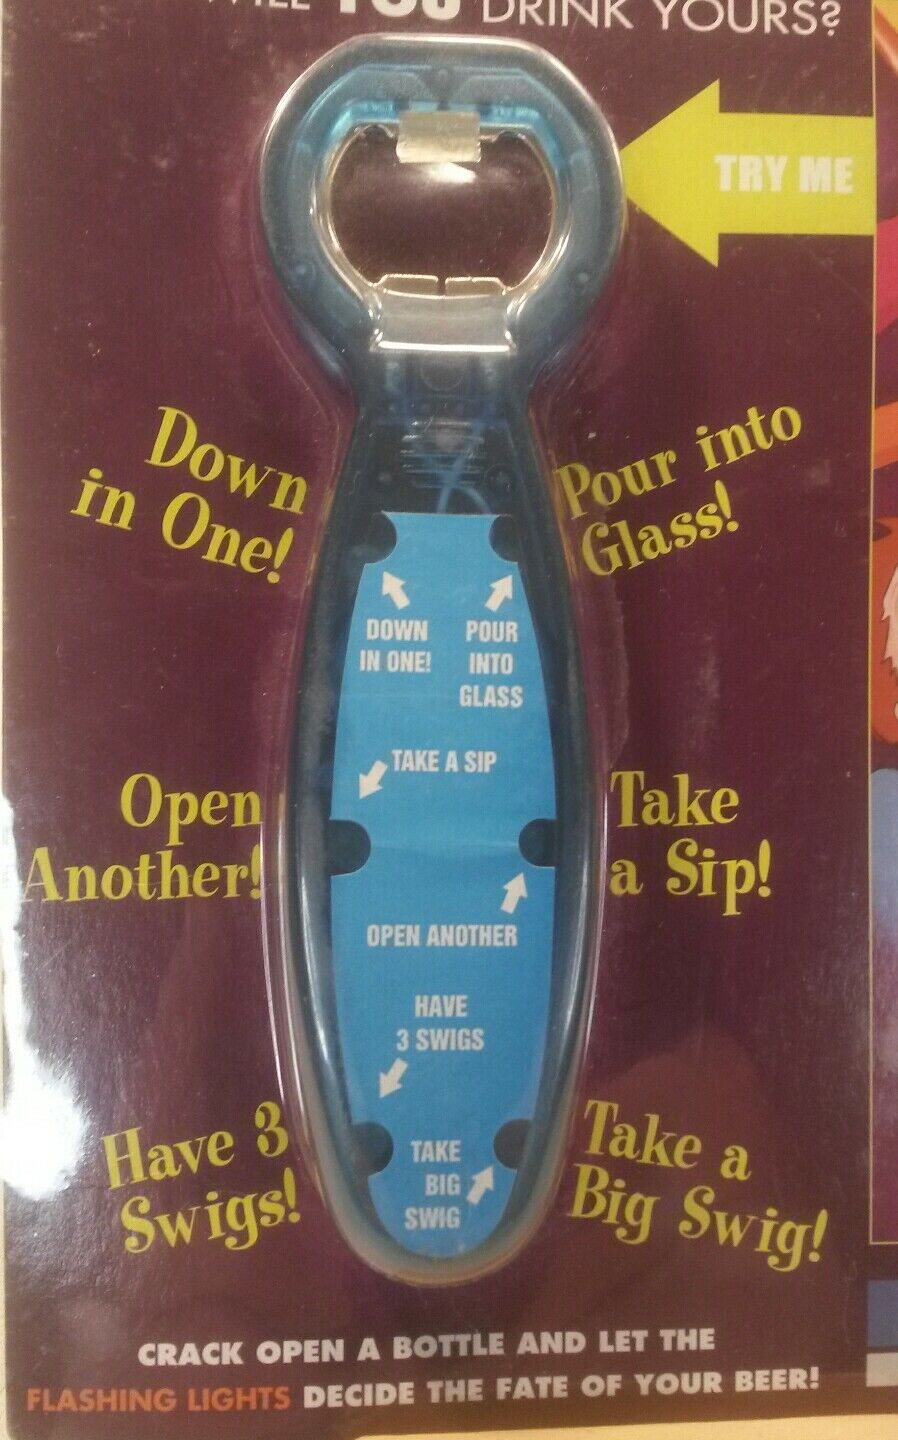 YOU DRINK YOURS?
TRY ME
Down
in One!
Pour into
Glass!
DOWN
IN ONE!
POUR
INTO
GLASS
TAKE A SIP
Open
Another!
Take
a Sip!
OPEN ANOTHER
HAVE
3 SWIGS
Have 3
Swigs!
TAKE
BIG
SWIG
Take a
Big Swig!
CRACK OPEN A BOTTLE AND LET THE
FLASHING LIGHTS DECIDE THE FATE OF YOUR BEER!